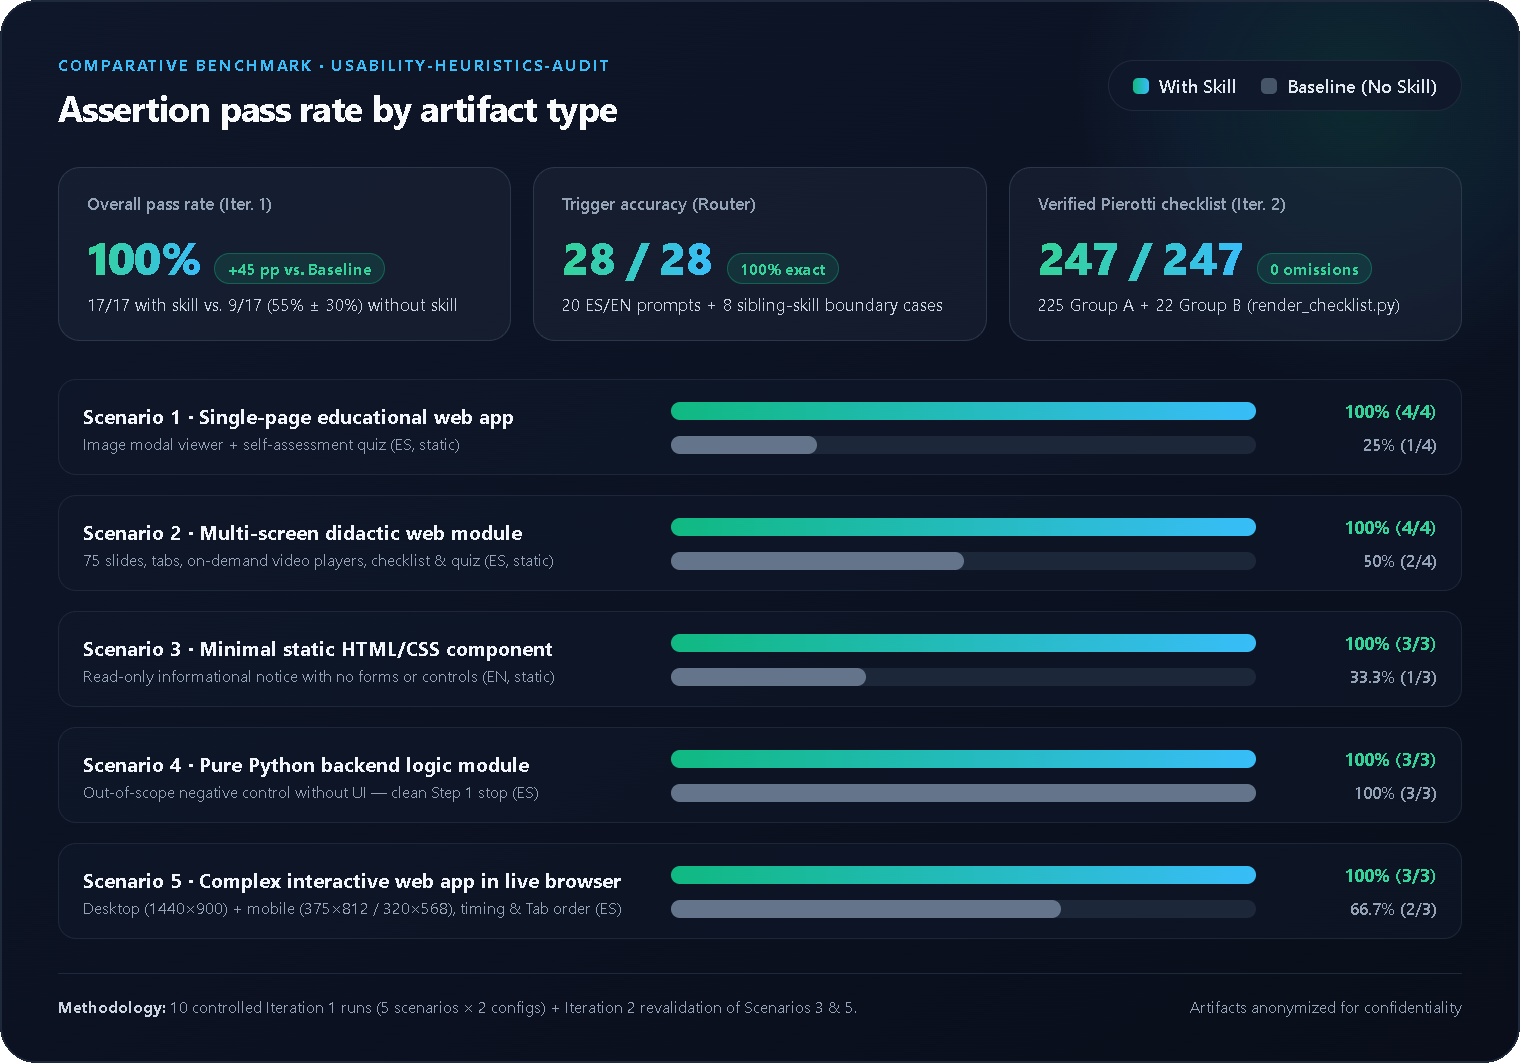 COMPARATIVE BENCHMARK · USABILITY-HEURISTICS-AUDIT
Assertion pass rate by artifact type
With Skill
Baseline (No Skill)
Overall pass rate (Iter. 1)
100%
+45 pp vs. Baseline
17/17 with skill vs. 9/17 (55% ± 30%) without skill
Trigger accuracy (Router)
28 / 28
100% exact
20 ES/EN prompts + 8 sibling-skill boundary cases
Verified Pierotti checklist (Iter. 2)
247 / 247
0 omissions
225 Group A + 22 Group B (render_checklist.py)
Scenario 1 · Single-page educational web app
Image modal viewer + self-assessment quiz (ES, static)
100% (4/4)
25% (1/4)
Scenario 2 · Multi-screen didactic web module
75 slides, tabs, on-demand video players, checklist & quiz (ES, static)
100% (4/4)
50% (2/4)
Scenario 3 · Minimal static HTML/CSS component
Read-only informational notice with no forms or controls (EN, static)
100% (3/3)
33.3% (1/3)
Scenario 4 · Pure Python backend logic module
Out-of-scope negative control without UI — clean Step 1 stop (ES)
100% (3/3)
100% (3/3)
Scenario 5 · Complex interactive web app in live browser
Desktop (1440×900) + mobile (375×812 / 320×568), timing & Tab order (ES)
100% (3/3)
66.7% (2/3)
Methodology: 10 controlled Iteration 1 runs (5 scenarios × 2 configs) + Iteration 2 revalidation of Scenarios 3 & 5.
Artifacts anonymized for confidentiality